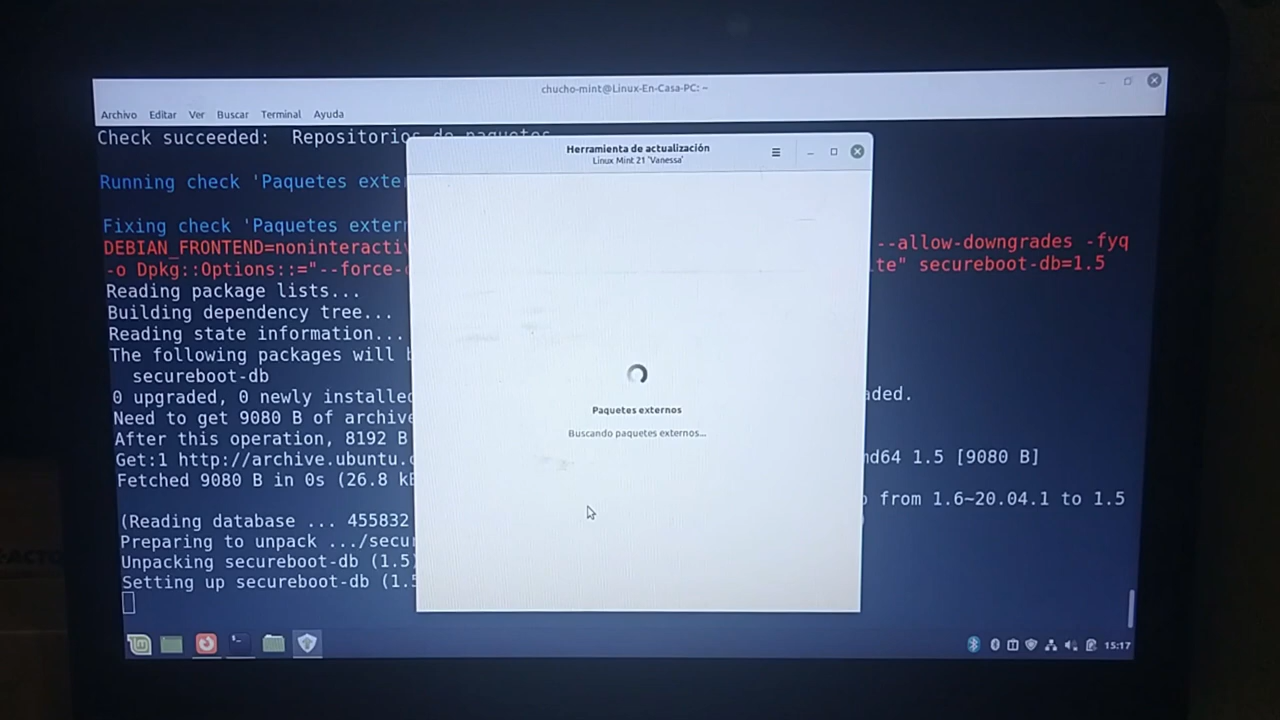 chucho-mint@Linux-En-Casa-PC: ~
Archivo Editar Ver Buscar Terminal Ayuda
Check succeeded: Repositorios de paquetes
Running check 'Paquetes exte
Fixing check 'Paquetes exter
DEBIAN_FRONTEND=noninteracti --allow-downgrades -fyq
-o Dpkg::Options::="--force- te" secureboot-db=1.5
Reading package lists...
Building dependency tree...
Reading state information...
The following packages will b
secureboot-db
0 upgraded, 0 newly installed aded.
Need to get 9080 B of archive
After this operation, 8192 B
Get:1 http://archive.ubuntu.c md64 1.5 [9080 B]
Fetched 9080 B in 0s (26.8 kB
from 1.6~20.04.1 to 1.5
(Reading database ... 455832
Preparing to unpack .../secu
Unpacking secureboot-db (1.5)
Setting up secureboot-db (1.5
Herramienta de actualización
Linux Mint 21 'Vanessa'
Paquetes externos
Buscando paquetes externos...
15:17